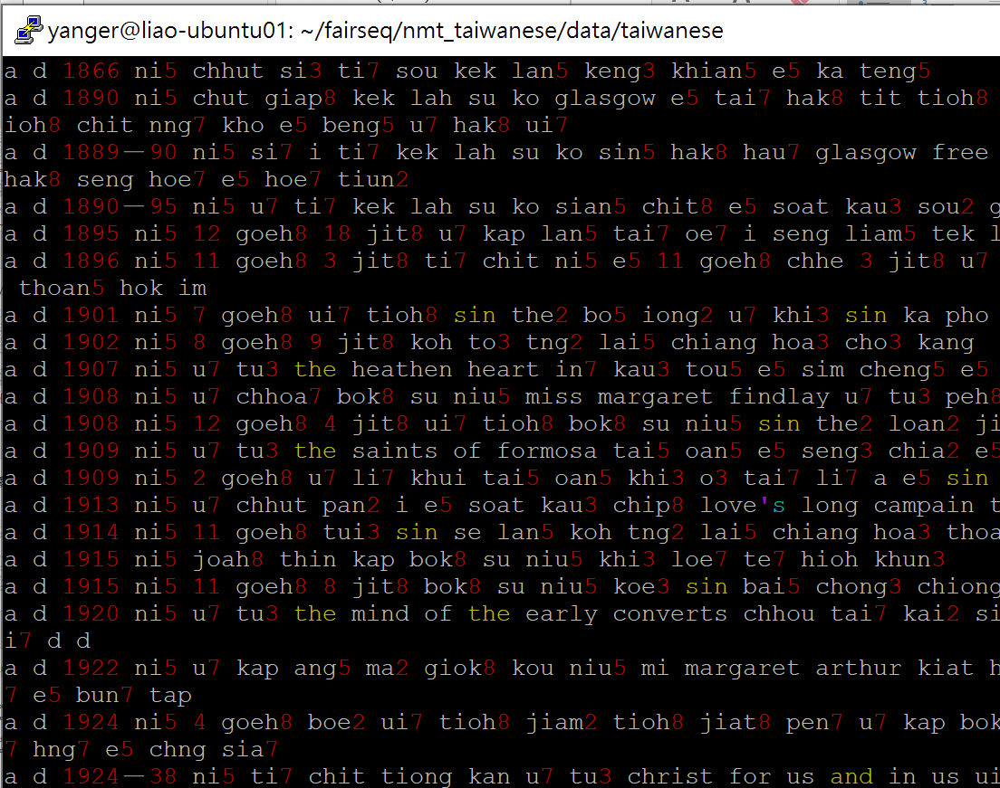 yanger@liao-ubuntu01: ~/fairseq/nmt_taiwanese/data/taiwanese
a d 1866 ni5 chhut si3 ti7 sou kek lan5 keng3 khian5 e5 ka teng5
a d 1890 ni5 chut giap8 kek lah su ko glasgow e5 tai7 hak8 tit tioh8
ioh8 chit nng7 kho e5 beng5 u7 hak8 ui7
a d 1889—90 ni5 si7 i ti7 kek lah su ko sin5 hak8 hau7 glasgow free
hak8 seng hoe7 e5 hoe7 tiun2
a d 1890—95 ni5 u7 ti7 kek lah su ko sian5 chit8 e5 soat kau3 sou2 g
a d 1895 ni5 12 goeh8 18 jit8 u7 kap lan5 tai7 oe7 i seng liam5 tek l
a d 1896 ni5 11 goeh8 3 jit8 ti7 chit ni5 e5 11 goeh8 chhe 3 jit8 u7
thoan5 hok im
a d 1901 ni5 7 goeh8 ui7 tioh8 sin the2 bo5 iong2 u7 khi3 sin ka pho
a d 1902 ni5 8 goeh8 9 jit8 koh to3 tng2 lai5 chiang hoa3 cho3 kang
a d 1907 ni5 u7 tu3 the heathen heart in7 kau3 tou5 e5 sim cheng5 e5
a d 1908 ni5 u7 chhoa7 bok8 su niu5 miss margaret findlay u7 tu3 peh8
a d 1908 ni5 12 goeh8 4 jit8 ui7 tioh8 bok8 su niu5 sin the2 loan2 ji
a d 1909 ni5 u7 tu3 the saints of formosa tai5 oan5 e5 seng3 chia2 e5
a d 1909 ni5 2 goeh8 u7 li7 khui tai5 oan5 khi3 o3 tai7 li7 a e5 sin
a d 1913 ni5 u7 chhut pan2 i e5 soat kau3 chip8 love's long campain t
a d 1914 ni5 11 goeh8 tui3 sin se lan5 koh tng2 lai5 chiang hoa3 thoa
a d 1915 ni5 joah8 thin kap bok8 su niu5 khi3 loe7 te7 hioh khun3
a d 1915 ni5 11 goeh8 8 jit8 bok8 su niu5 koe3 sin bai5 chong3 chiong
a d 1920 ni5 u7 tu3 the mind of the early converts chhou tai7 kai2 si
i7 d d
a d 1922 ni5 u7 kap ang5 ma2 giok8 kou niu5 mi margaret arthur kiat h
7 e5 bun7 tap
a d 1924 ni5 4 goeh8 boe2 ui7 tioh8 jiam2 tioh8 jiat8 pen7 u7 kap bok
7 hng7 e5 chng sia7
a d 1924—38 ni5 ti7 chit tiong kan u7 tu3 christ for us and in us ui